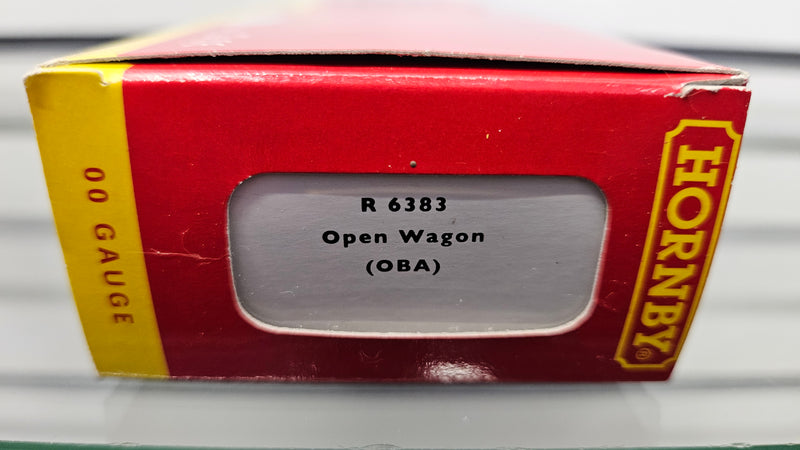 00 GAUGE
R 6383
Open Wagon
(OBA)
HORNBY®